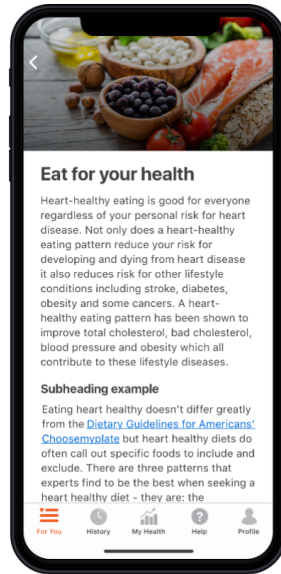 Eat for your health
Heart-healthy eating is good for everyone
regardless of your personal risk for heart
disease. Not only does a heart-healthy
eating pattern reduce your risk for
developing and dying from heart disease
it also reduces risk for other lifestyle
conditions including stroke, diabetes,
obesity and some cancers. A heart-
healthy eating pattern has been shown to
improve total cholesterol, bad cholesterol,
blood pressure and obesity which all
contribute to these lifestyle diseases.
Subheading example
Eating heart healthy doesn't differ greatly
from the Dietary Guidelines for Americans'
Choosemyplate but heart healthy diets do
often call out specific foods to include and
exclude. There are three patterns that
experts find to be the best when seeking a
heart healthy diet - they are: the
For You History My Health Help Profile